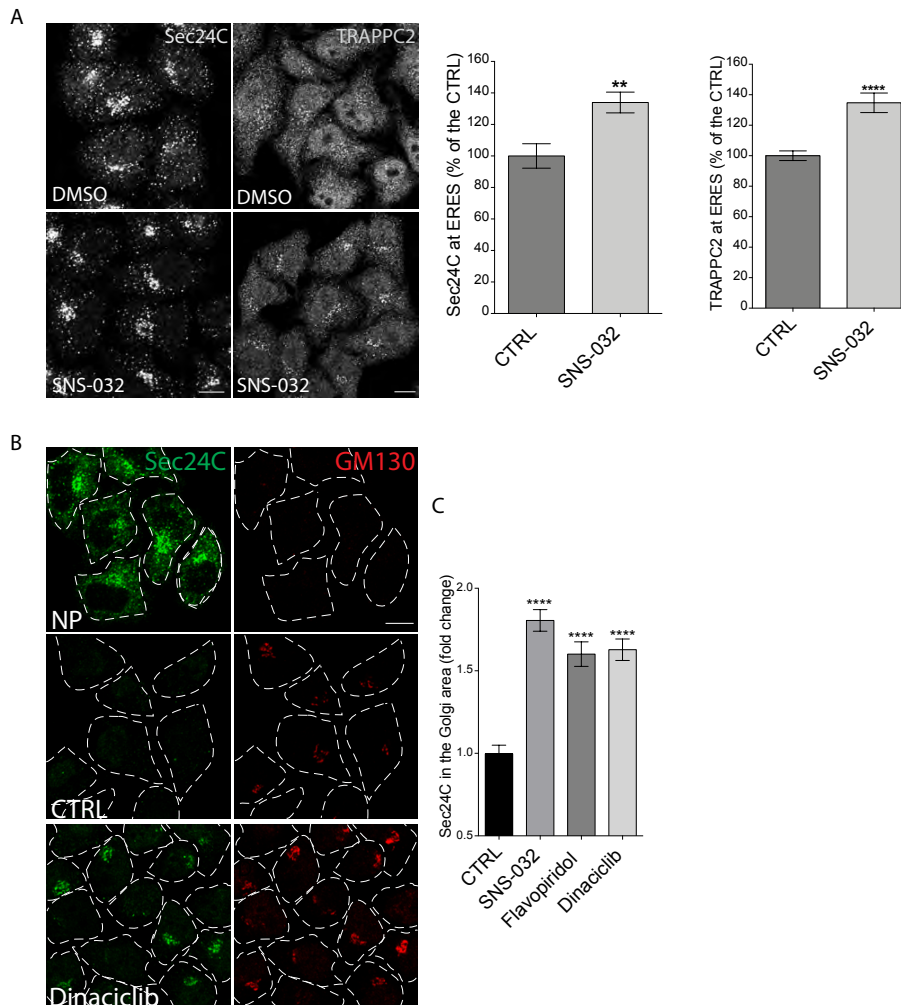 A
Sec24C
TRAPPC2
DMSO
DMSO
SNS-032
SNS-032
Sec24C at ERES (% of the CTRL)
160
140
120
100
80
60
40
20
0
**
CTRL
SNS-032
TRAPPC2 at ERES (% of the CTRL)
160
140
120
100
80
60
40
20
0
****
CTRL
SNS-032
B
Sec24C
GM130
NP
CTRL
Dinaciclib
C
Sec24C in the Golgi area (fold change)
2.0
1.5
1.0
0.5
****
****
****
CTRL
SNS-032
Flavopiridol
Dinaciclib